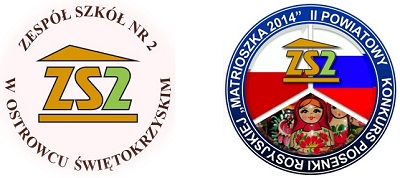 ZESPÓŁ SZKÓŁ NR 2
ZS2
W OSTROWCU ŚWIĘTOKRZYSKIM
„MATRIOSZKA 2014” II POWIATOWY KONKURS PIOSENKI ROSYJSKIEJ
ZS2